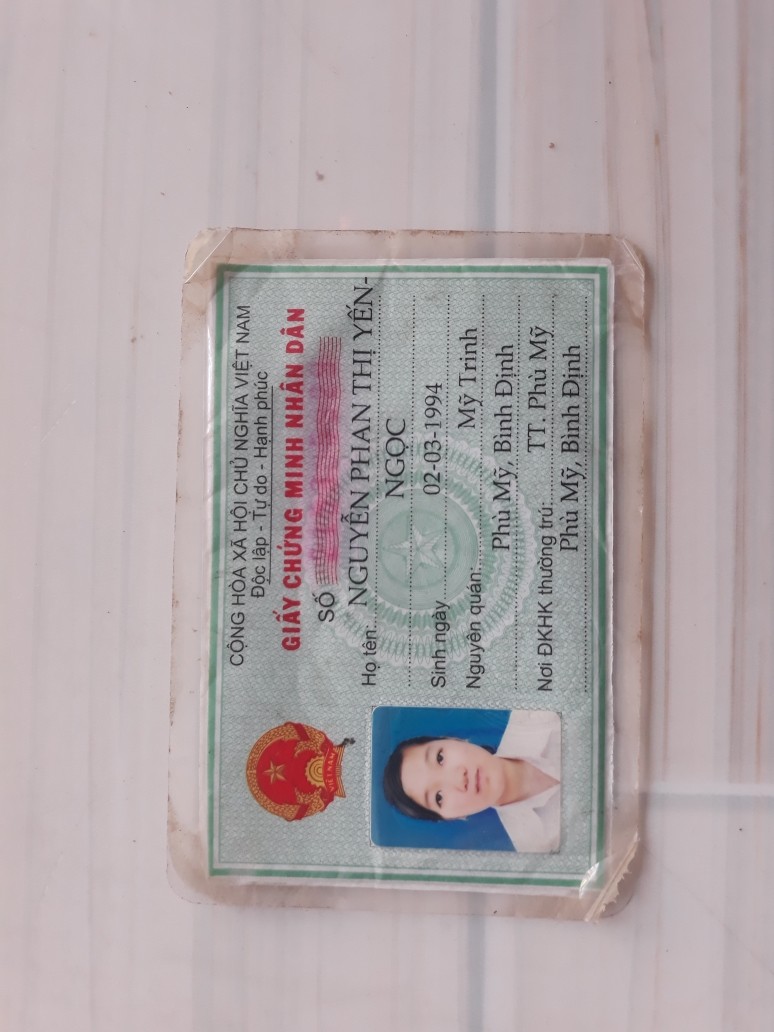 CỘNG HÒA XÃ HỘI CHỦ NGHĨA VIỆT NAM
Độc lập - Tự do - Hạnh phúc
GIẤY CHỨNG MINH NHÂN DÂN
SỐ
Họ tên: NGUYỄN PHAN THỊ YẾN-
NGỌC
Sinh ngày 02-03-1994
Nguyên quán: Mỹ Trinh
Phù Mỹ, Bình Định
Nơi ĐKHK thường trú: TT. Phù Mỹ
Phù Mỹ, Bình Định
VIỆT NAM